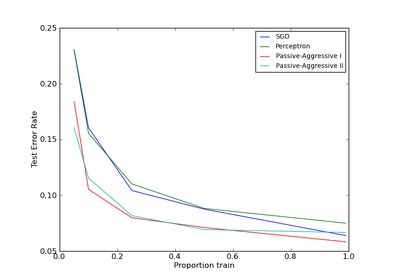 0.25
SGD
Perceptron
Passive-Aggressive I
Passive-Aggressive II
0.20
Test Error Rate
0.15
0.10
0.05
0.0 0.2 0.4 0.6 0.8 1.0
Proportion train